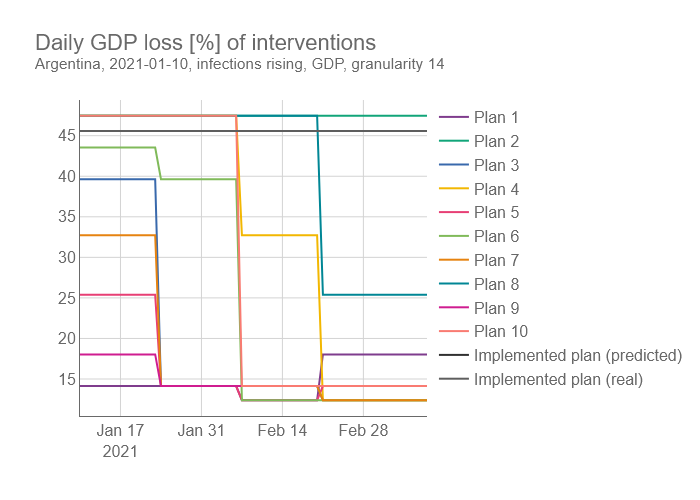 Daily GDP loss [%] of interventions
Argentina, 2021-01-10, infections rising, GDP, granularity 14
45
40
35
30
25
20
15
Jan 17
2021
Jan 31
Feb 14
Feb 28
Plan 1
Plan 2
Plan 3
Plan 4
Plan 5
Plan 6
Plan 7
Plan 8
Plan 9
Plan 10
Implemented plan (predicted)
Implemented plan (real)